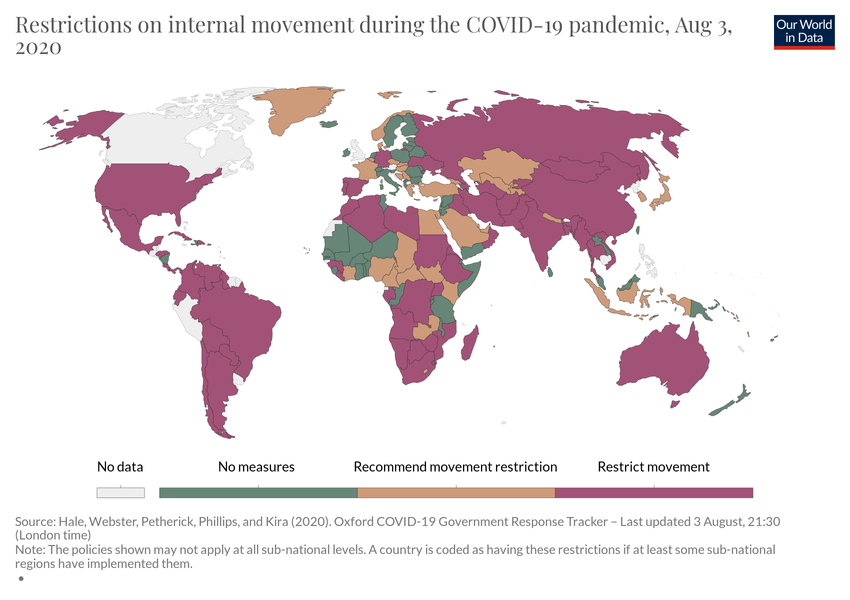 Restrictions on internal movement during the COVID-19 pandemic, Aug 3,
2020
Our World
in Data
No data
No measures
Recommend movement restriction
Restrict movement
Source: Hale, Webster, Petherick, Phillips, and Kira (2020). Oxford COVID-19 Government Response Tracker – Last updated 3 August, 21:30
(London time)
Note: The policies shown may not apply at all sub-national levels. A country is coded as having these restrictions if at least some sub-national
regions have implemented them.
•